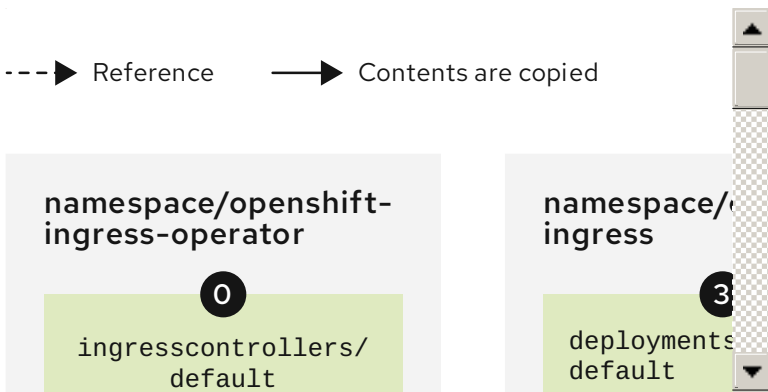 Reference
Contents are copied
namespace/openshift-
ingress-operator
0
ingresscontrollers/
default
namespace/
ingress
3
deployments
default